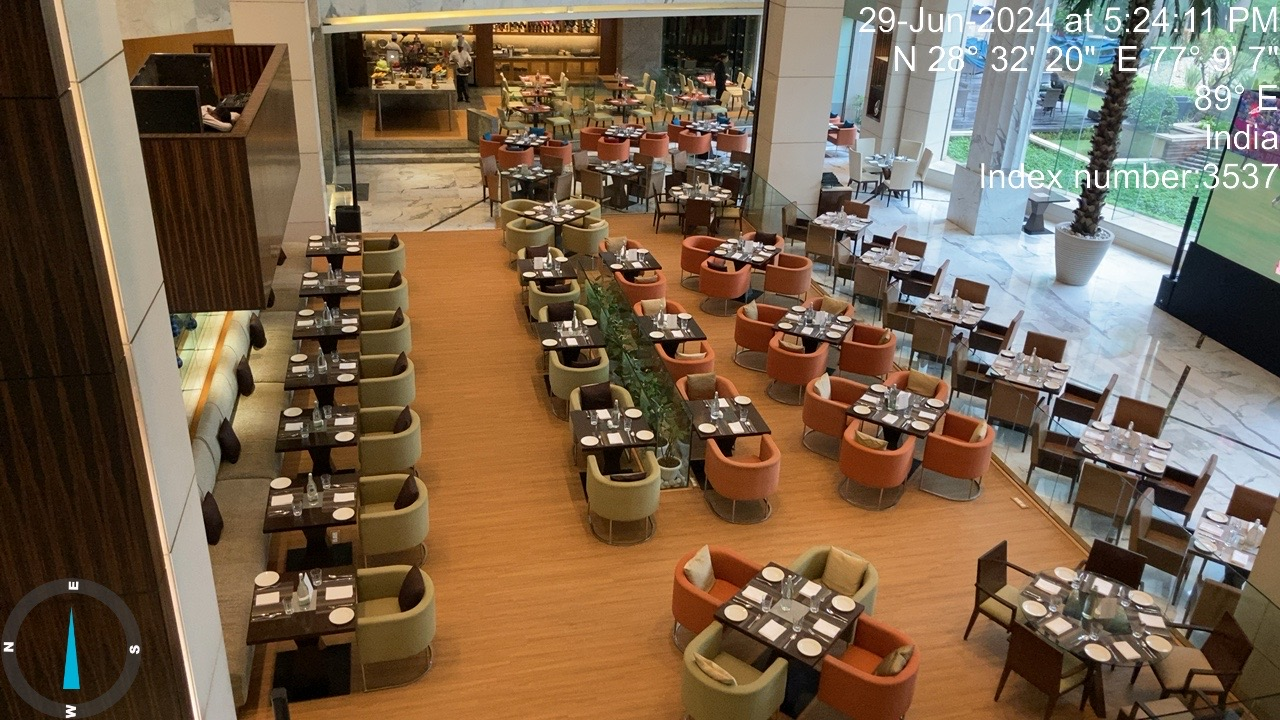 29-Jun-2024 at 5:24:11 PM
N 28° 32' 20", E 77° 9' 7"
89° E
India
Index number:3537
E
N
S
W